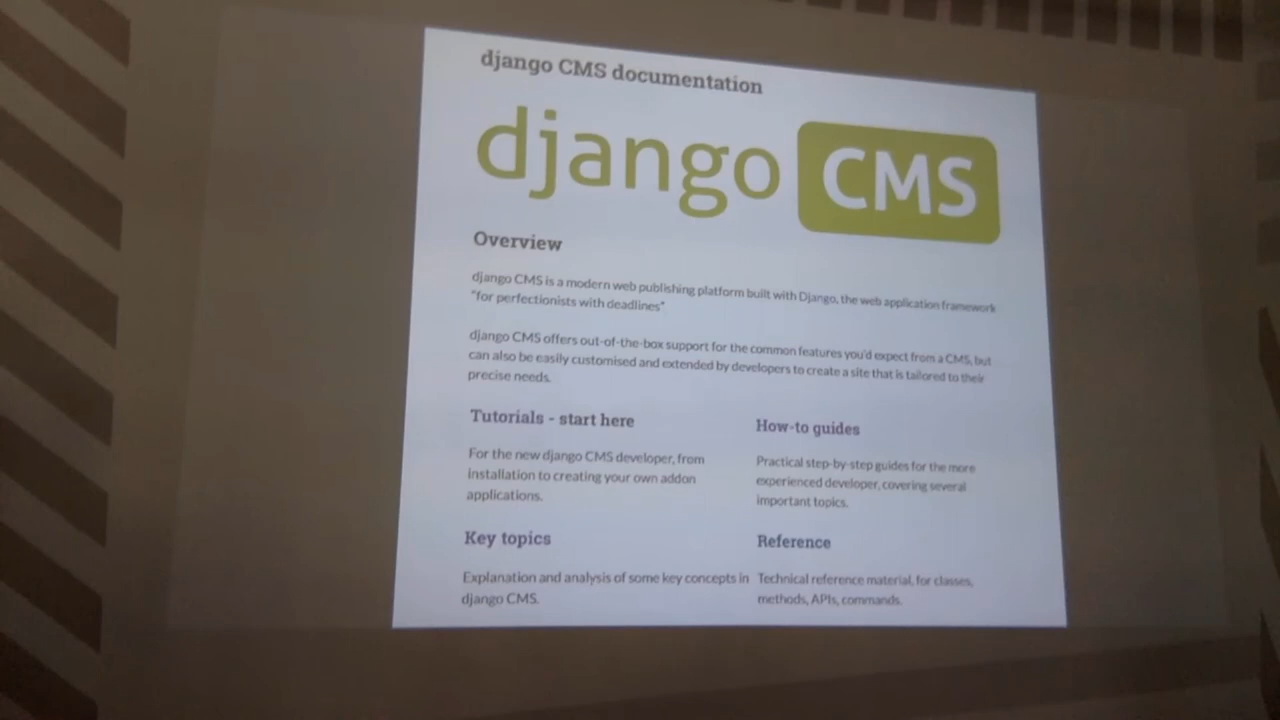 django CMS documentation
django CMS
Overview
django CMS is a modern web publishing platform built with Django, the web application framework
"for perfectionists with deadlines"
django CMS offers out-of-the-box support for the common features you'd expect from a CMS, but
can also be easily customised and extended by developers to create a site that is tailored to their
precise needs.
Tutorials - start here
For the new django CMS developer, from
installation to creating your own addon
applications.
How-to guides
Practical step-by-step guides for the more
experienced developer, covering several
important topics.
Key topics
Explanation and analysis of some key concepts in
django CMS.
Reference
Technical reference material, for classes,
methods, APIs, commands.